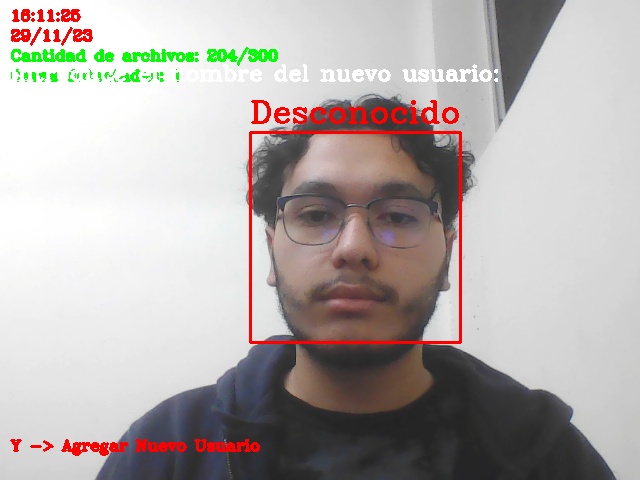 16:11:25
29/11/23
Cantidad de archivos: 204/300
nombre del nuevo usuario:
Desconocido
Y -> Agregar Nuevo Usuario